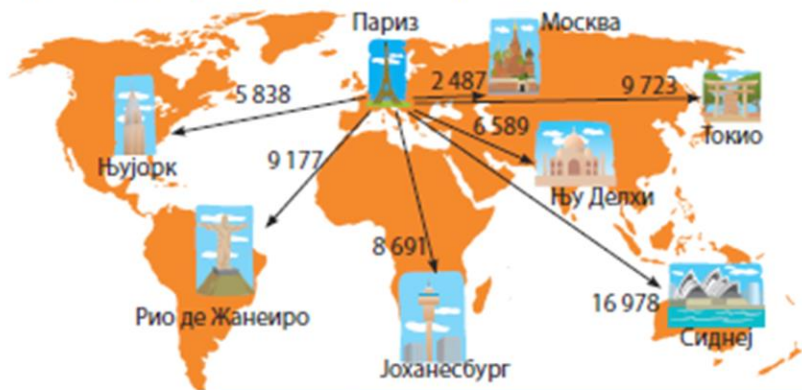 Париз
Москва
5 838
2 487
9 723
6 589
Токио
Њујорк
9 177
Њу Делхи
8 691
16 978
Рио де Жанеиро
Сиднеј
Јоханесбург